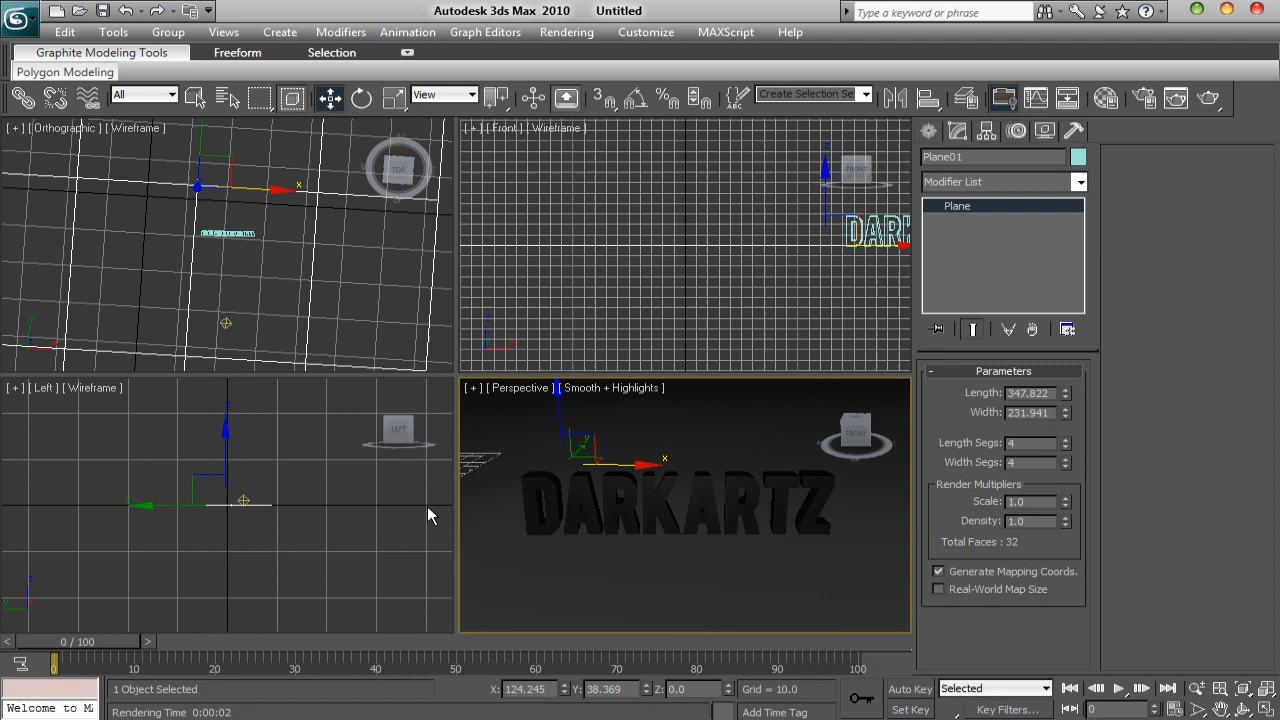 Autodesk 3ds Max 2010 Untitled
Type a keyword or phrase
Edit Tools Group Views Create Modifiers Animation Graph Editors Rendering Customize MAXScript Help
Graphite Modeling Tools Freeform Selection
Polygon Modeling
All View Create Selection Se
[ + ] [ Orthographic ] [ Wireframe ]
[ + ] [ Front ] [ Wireframe ]
TOP
FRONT
x
DARK
Plane01
Modifier List
Plane
[ + ] [ Left ] [ Wireframe ]
[ + ] [ Perspective ] [ Smooth + Highlights ]
LEFT
FRONT
x
y
DARKARTZ
Parameters
Length: 347.822
Width: 231.941
Length Segs: 4
Width Segs: 4
Render Multipliers
Scale: 1.0
Density: 1.0
Total Faces : 32
Generate Mapping Coords.
Real-World Map Size
< 0 / 100 >
0 10 20 30 40 50 60 70 80 90 100
1 Object Selected X: 124.245 Y: 38.369 Z: 0.0 Grid = 10.0 Auto Key Selected
Welcome to MA Rendering Time 0:00:02 Add Time Tag Set Key Key Filters... 0